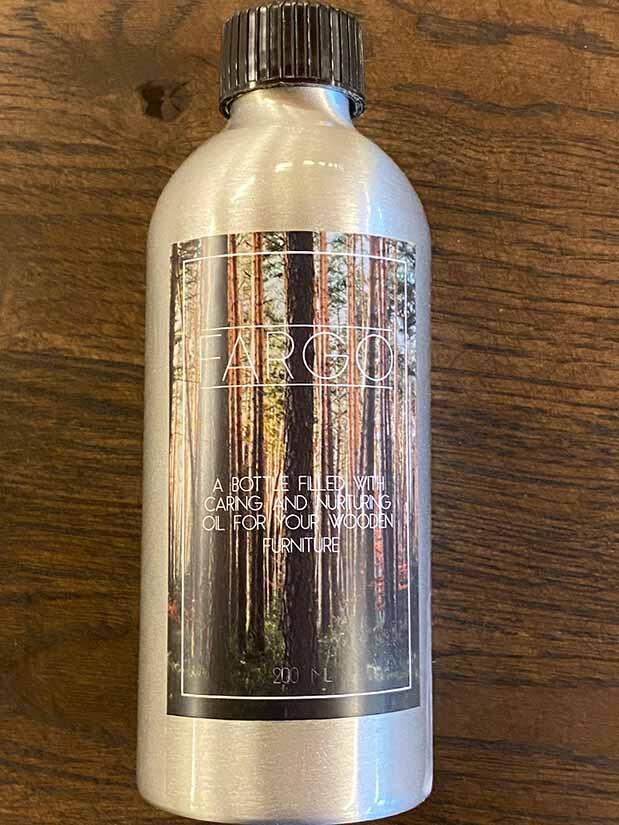 FARGO
A BOTTLE FILLED WITH
CARING AND NURTURING
OIL FOR YOUR WOODEN
FURNITURE
200 ML